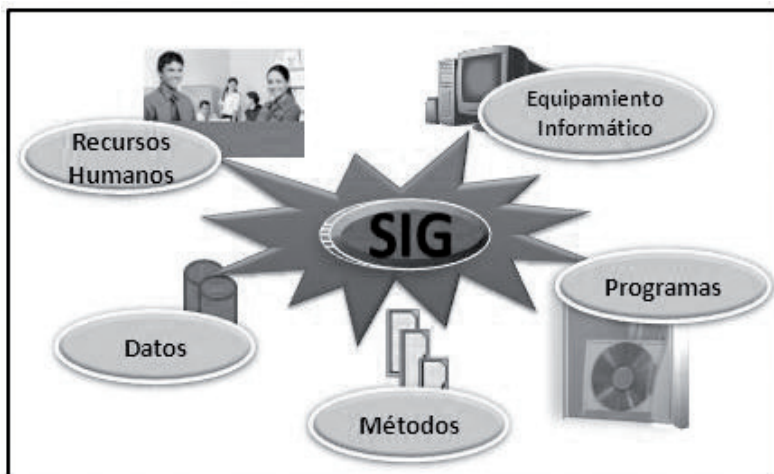 Recursos
Humanos
Equipamiento
Informático
SIG
Programas
Datos
Métodos